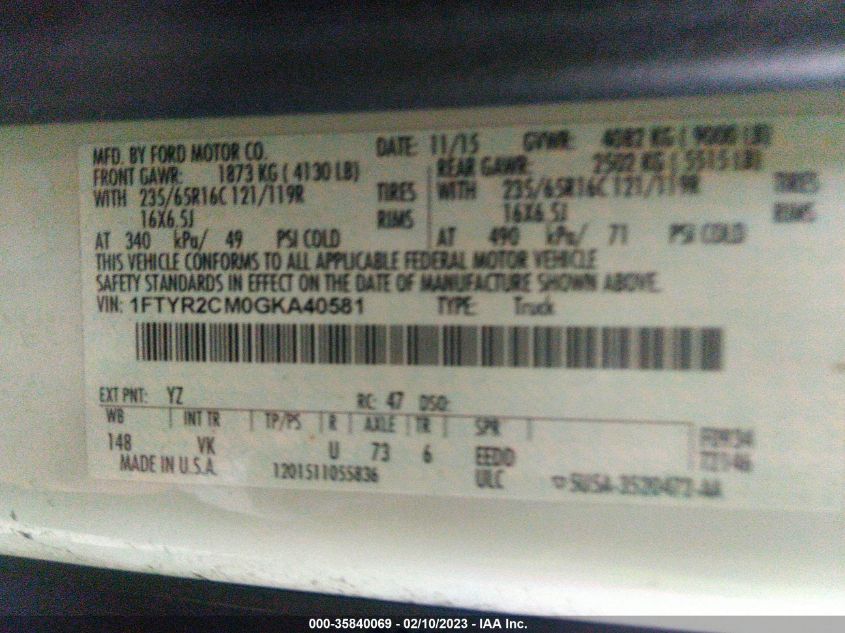 MFD. BY FORD MOTOR CO. DATE: 11/15 GVWR: 4082 KG ( 9000 LB)
FRONT GAWR: 1873 KG ( 4130 LB) REAR GAWR: 2502 KG ( 5515 LB)
WITH 235/65R16C 121/119R TIRES WITH 235/65R16C 121/119R TIRES
16X6.5J RIMS 16X6.5J RIMS
AT 340 kPa/ 49 PSI COLD AT 490 kPa/ 71 PSI COLD
THIS VEHICLE CONFORMS TO ALL APPLICABLE FEDERAL MOTOR VEHICLE
SAFETY STANDARDS IN EFFECT ON THE DATE OF MANUFACTURE SHOWN ABOVE.
VIN: 1FTYR2CM0GKA40581 TYPE: Truck
EXT PNT: YZ RC: 47 DSO:
WB INT TR TP/PS R AXLE TR SPR
148 VK U 73 6 EEDD
MADE IN U.S.A. 1201511055836 ULC
000-35840069 - 02/10/2023 - IAA Inc.